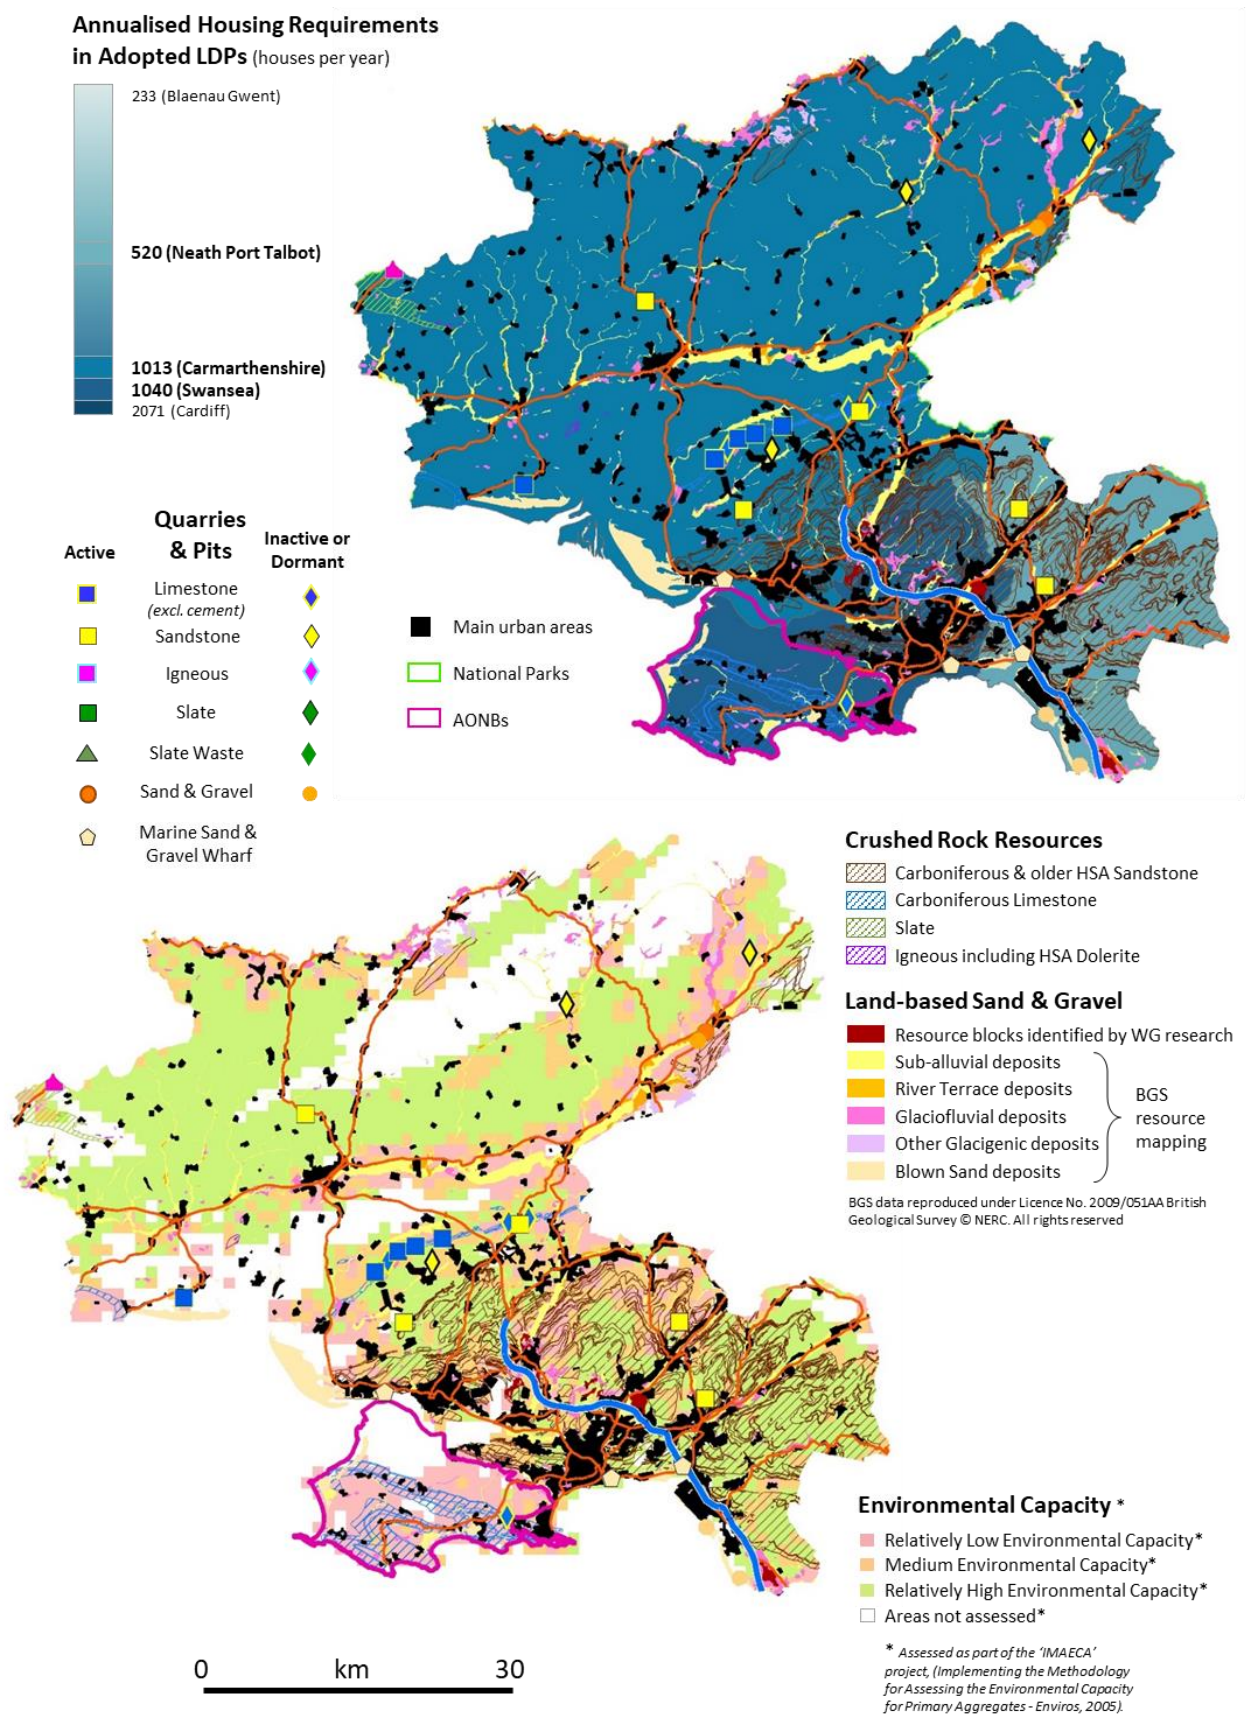 Annualised Housing Requirements
in Adopted LDPs (houses per year)
233 (Blaenau Gwent)
520 (Neath Port Talbot)
1013 (Carmarthenshire)
1040 (Swansea)
2071 (Cardiff)
Quarries
& Pits
Active
Inactive or
Dormant
Limestone
(excl. cement)
Sandstone
Igneous
Slate
Slate Waste
Sand & Gravel
Marine Sand &
Gravel Wharf
Main urban areas
National Parks
AONBs
Crushed Rock Resources
Carboniferous & older HSA Sandstone
Carboniferous Limestone
Slate
Igneous including HSA Dolerite
Land-based Sand & Gravel
Resource blocks identified by WG research
Sub-alluvial deposits
River Terrace deposits
Glaciofluvial deposits
Other Glacigenic deposits
Blown Sand deposits
BGS
resource
mapping
BGS data reproduced under Licence No. 2009/051AA British
Geological Survey © NERC. All rights reserved
Environmental Capacity *
Relatively Low Environmental Capacity*
Medium Environmental Capacity*
Relatively High Environmental Capacity*
Areas not assessed*
* Assessed as part of the ‘IMAECA’
project, (Implementing the Methodology
for Assessing the Environmental Capacity
for Primary Aggregates - Enviros, 2005).
0 km 30